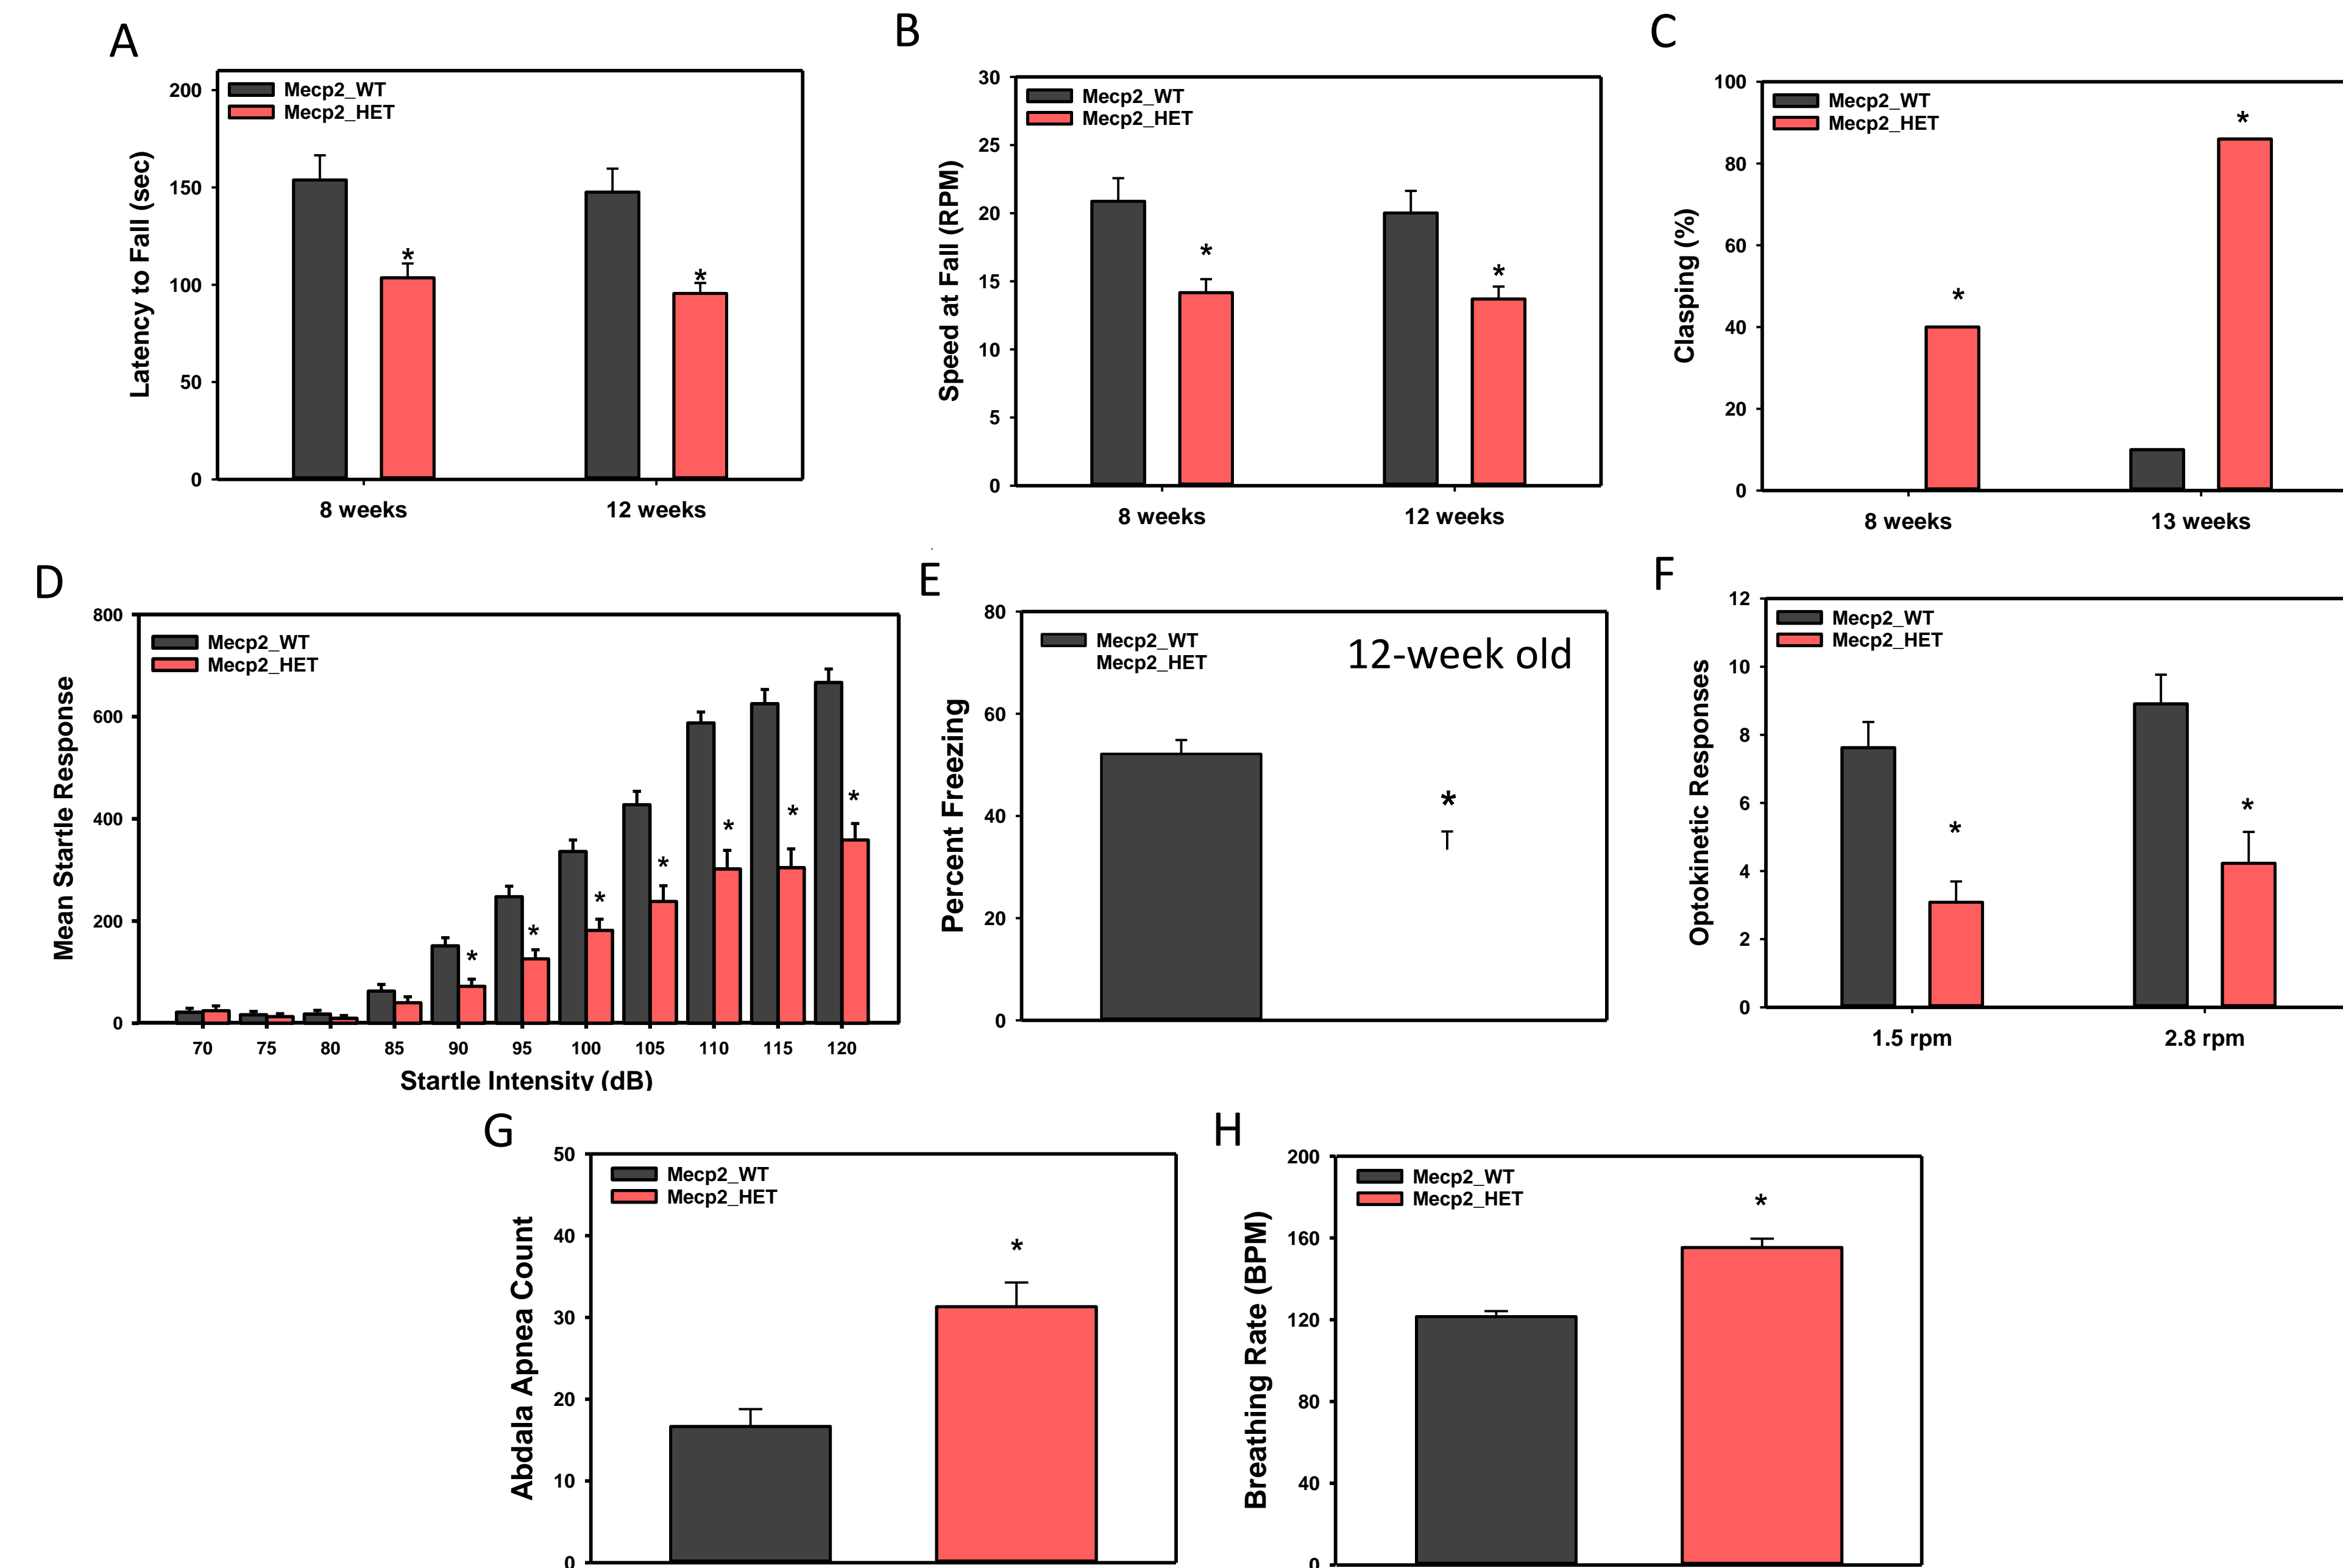 A
200
150
100
50
0
Latency to Fall (sec)
Mecp2_WT
Mecp2_HET
*
*
8 weeks
12 weeks
B
30
25
20
15
10
5
0
Speed at Fall (RPM)
Mecp2_WT
Mecp2_HET
*
*
8 weeks
12 weeks
C
100
80
60
40
20
0
Clasping (%)
Mecp2_WT
Mecp2_HET
*
*
8 weeks
13 weeks
D
800
600
400
200
0
Mean Startle Response
Mecp2_WT
Mecp2_HET
* * * * * * *
70 75 80 85 90 95 100 105 110 115 120
Startle Intensity (dB)
E
80
60
40
20
0
Percent Freezing
Mecp2_WT
Mecp2_HET
12-week old
*
F
12
10
8
6
4
2
0
Optokinetic Responses
Mecp2_WT
Mecp2_HET
*
*
1.5 rpm
2.8 rpm
G
50
40
30
20
10
0
Abdala Apnea Count
Mecp2_WT
Mecp2_HET
*
H
200
160
120
80
40
0
Breathing Rate (BPM)
Mecp2_WT
Mecp2_HET
*